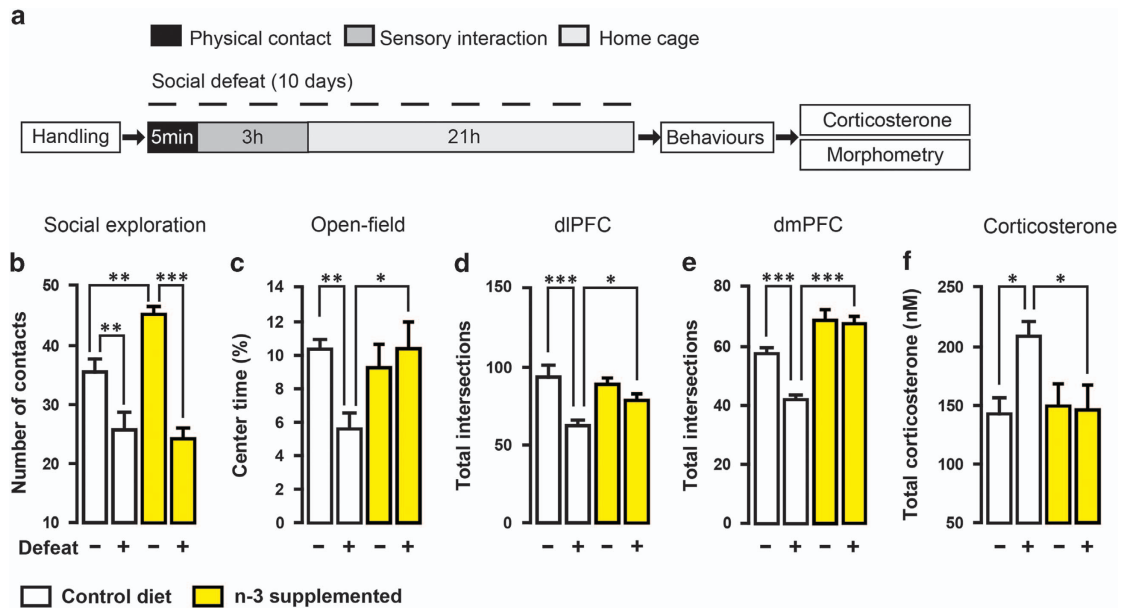 a
Physical contact Sensory interaction Home cage
Social defeat (10 days)
Handling 5min 3h 21h Behaviours Corticosterone
Morphometry
Social exploration Open-field dlPFC dmPFC Corticosterone
b
Number of contacts
50
40
30
20
10
** ***
**
Defeat – + – +
c
Center time (%)
14
12
10
8
6
4
2
0
** *
– + – +
d
Total intersections
150
100
50
0
*** *
– + – +
e
Total intersections
80
60
40
20
0
*** ***
– + – +
f
Total corticosterone (nM)
250
200
150
100
50
* *
– + – +
Control diet n-3 supplemented